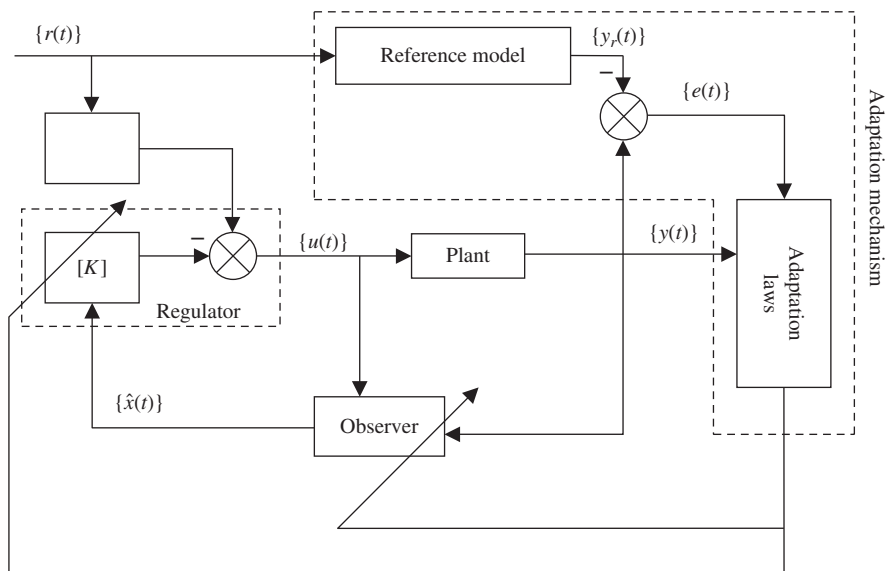 {r(t)}
Reference model
{y_r(t)}
−
{e(t)}
Adaptation mechanism
−
{u(t)}
{y(t)}
[K]
Plant
Adaptation
laws
Regulator
{x̂(t)}
Observer